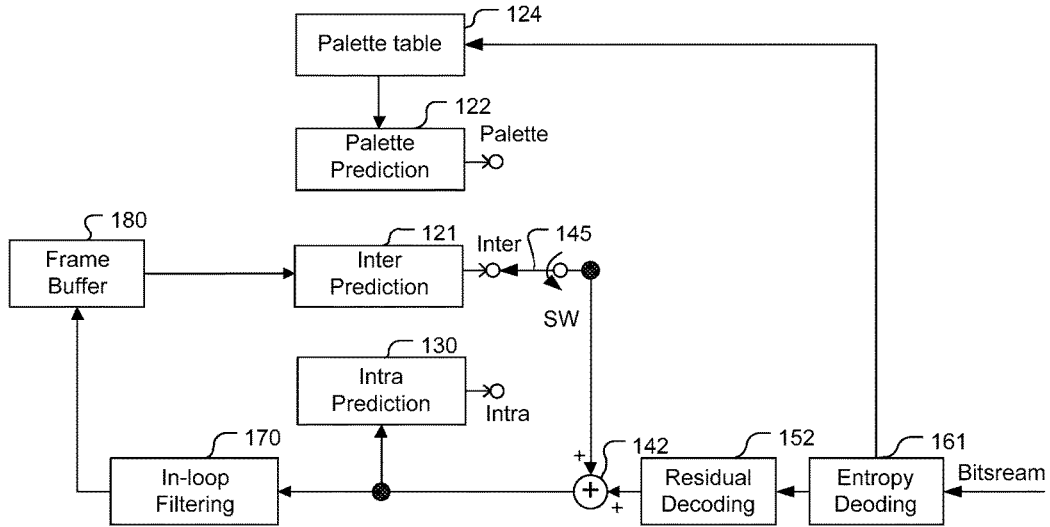 124
Palette table
122
Palette
Prediction
Palette
180
Frame
Buffer
121
Inter
Prediction
Inter
145
SW
130
Intra
Prediction
Intra
170
In-loop
Filtering
+
142
+
+
152
Residual
Decoding
161
Entropy
Deoding
Bitsream